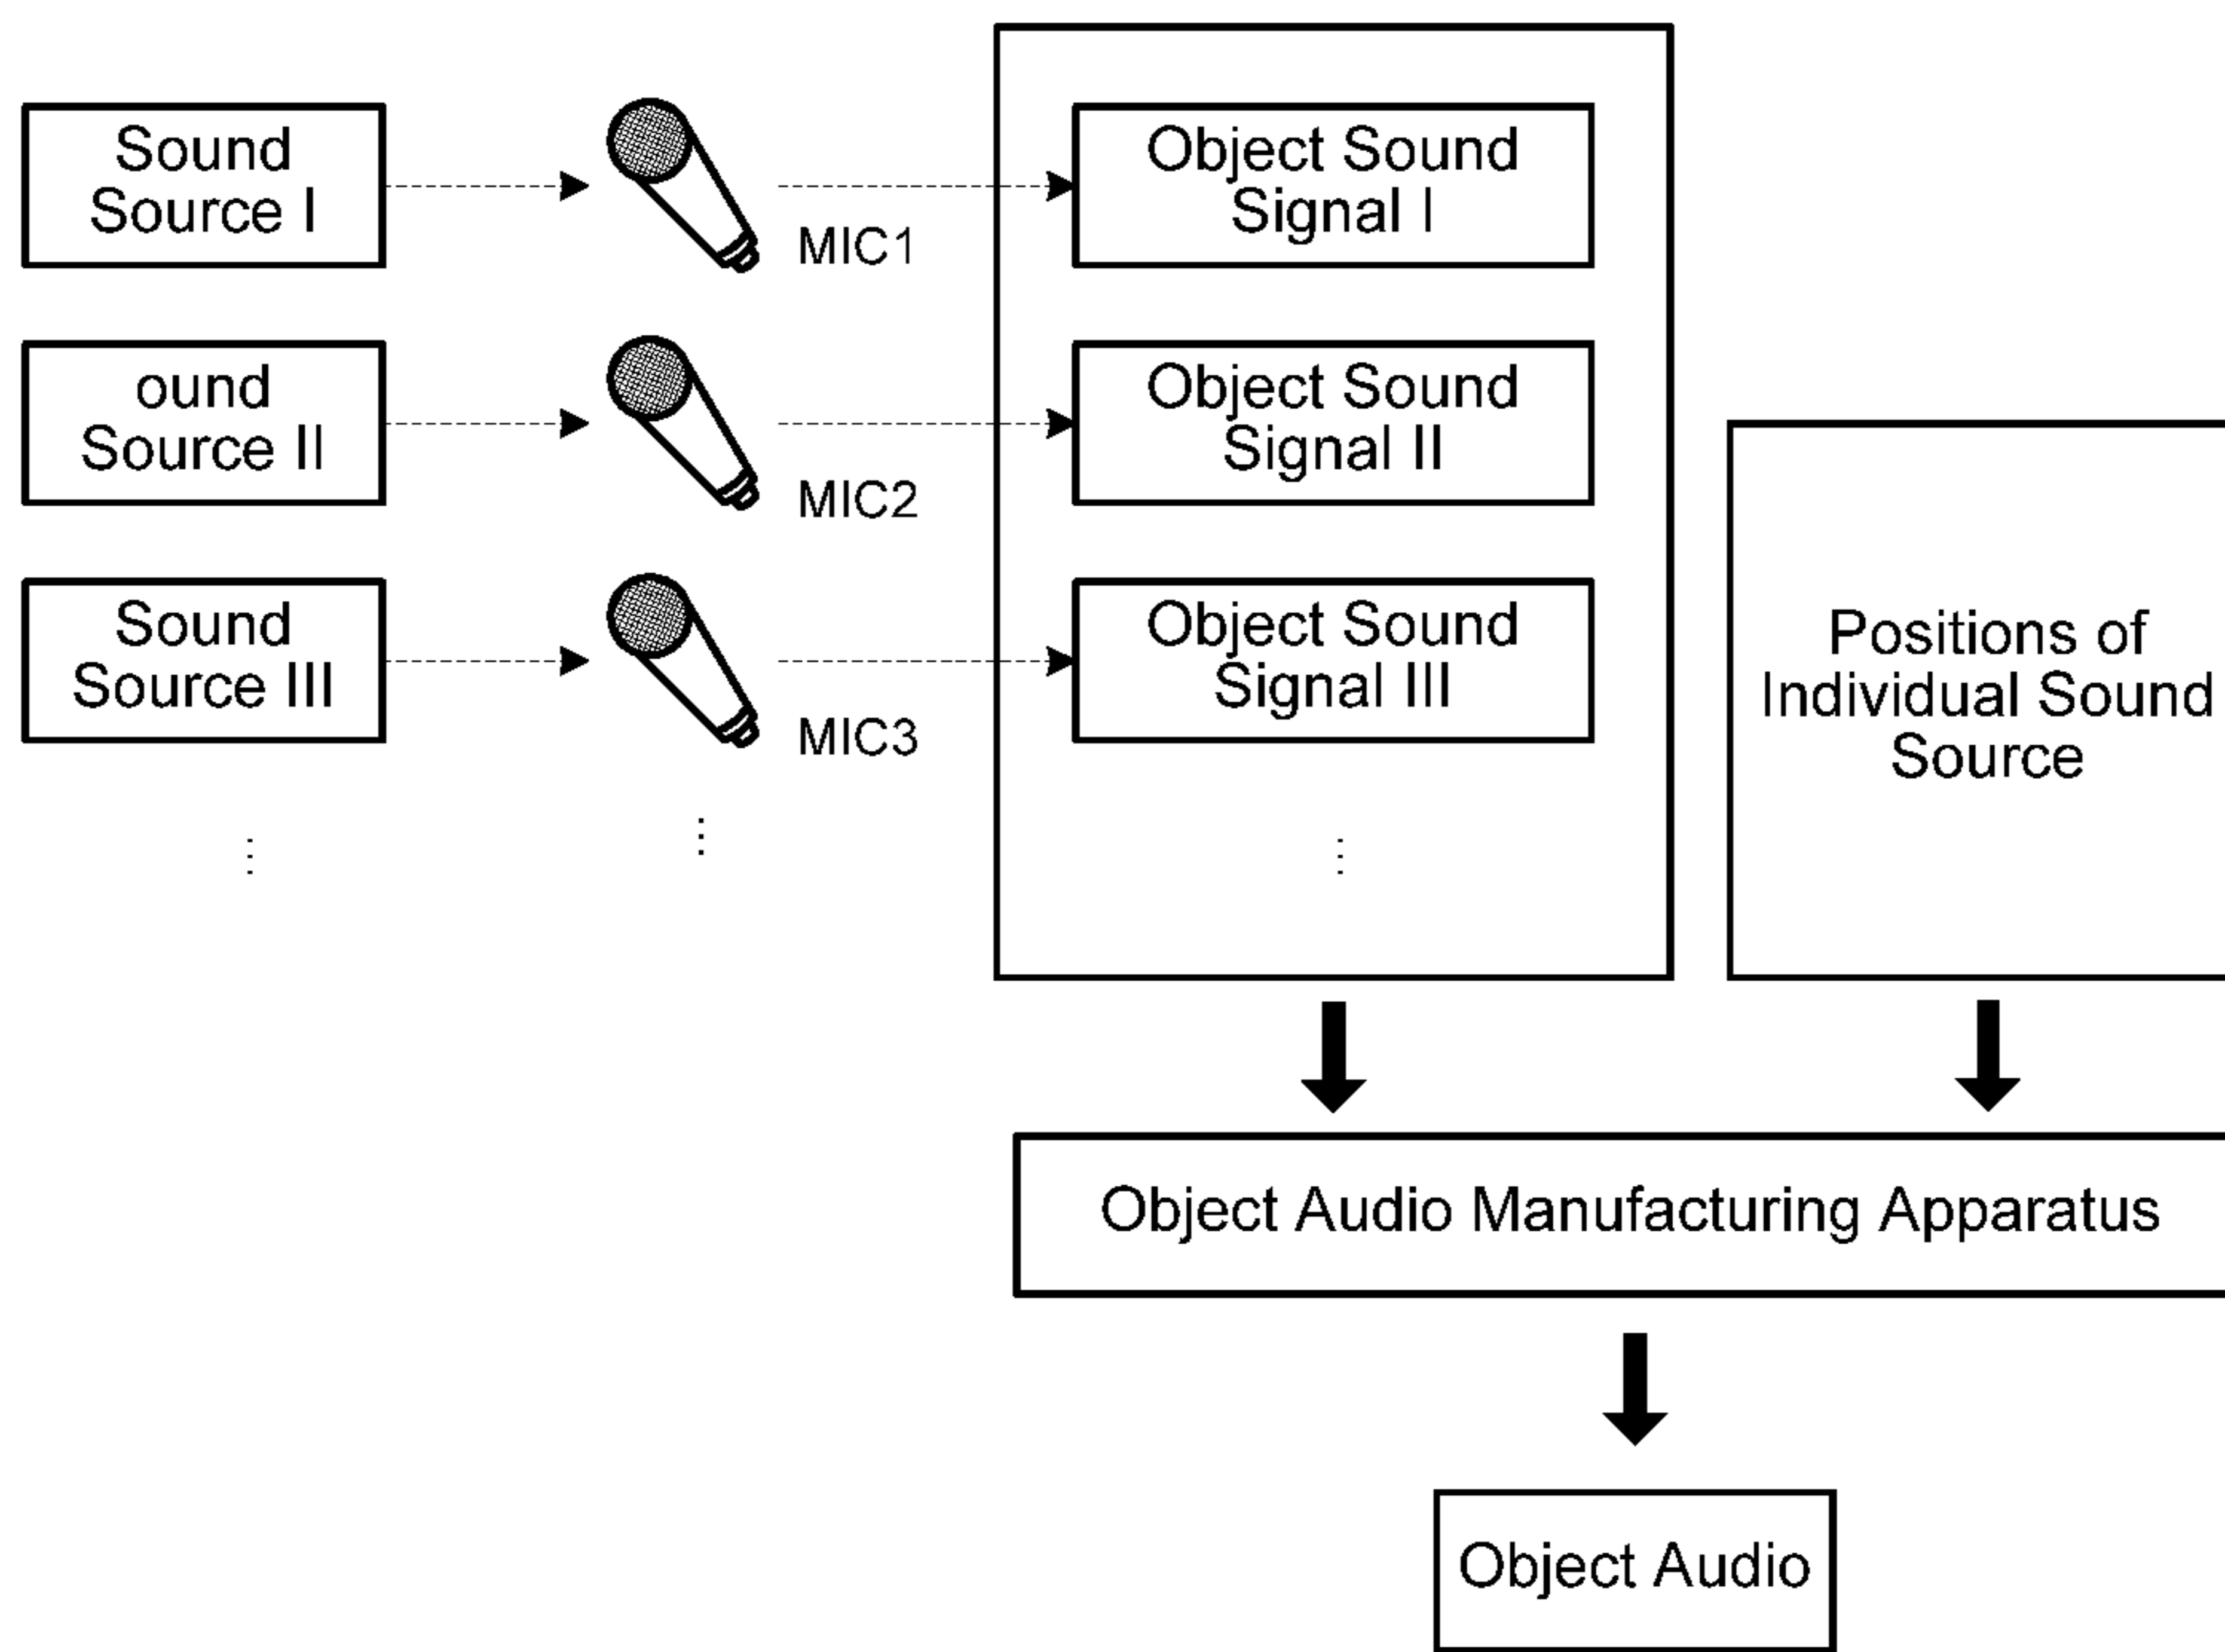 Sound
Source I
MIC1
Object Sound
Signal I
ound
Source II
MIC2
Object Sound
Signal II
Sound
Source III
MIC3
Object Sound
Signal III
Positions of
Individual Sound
Source
Object Audio Manufacturing Apparatus
Object Audio